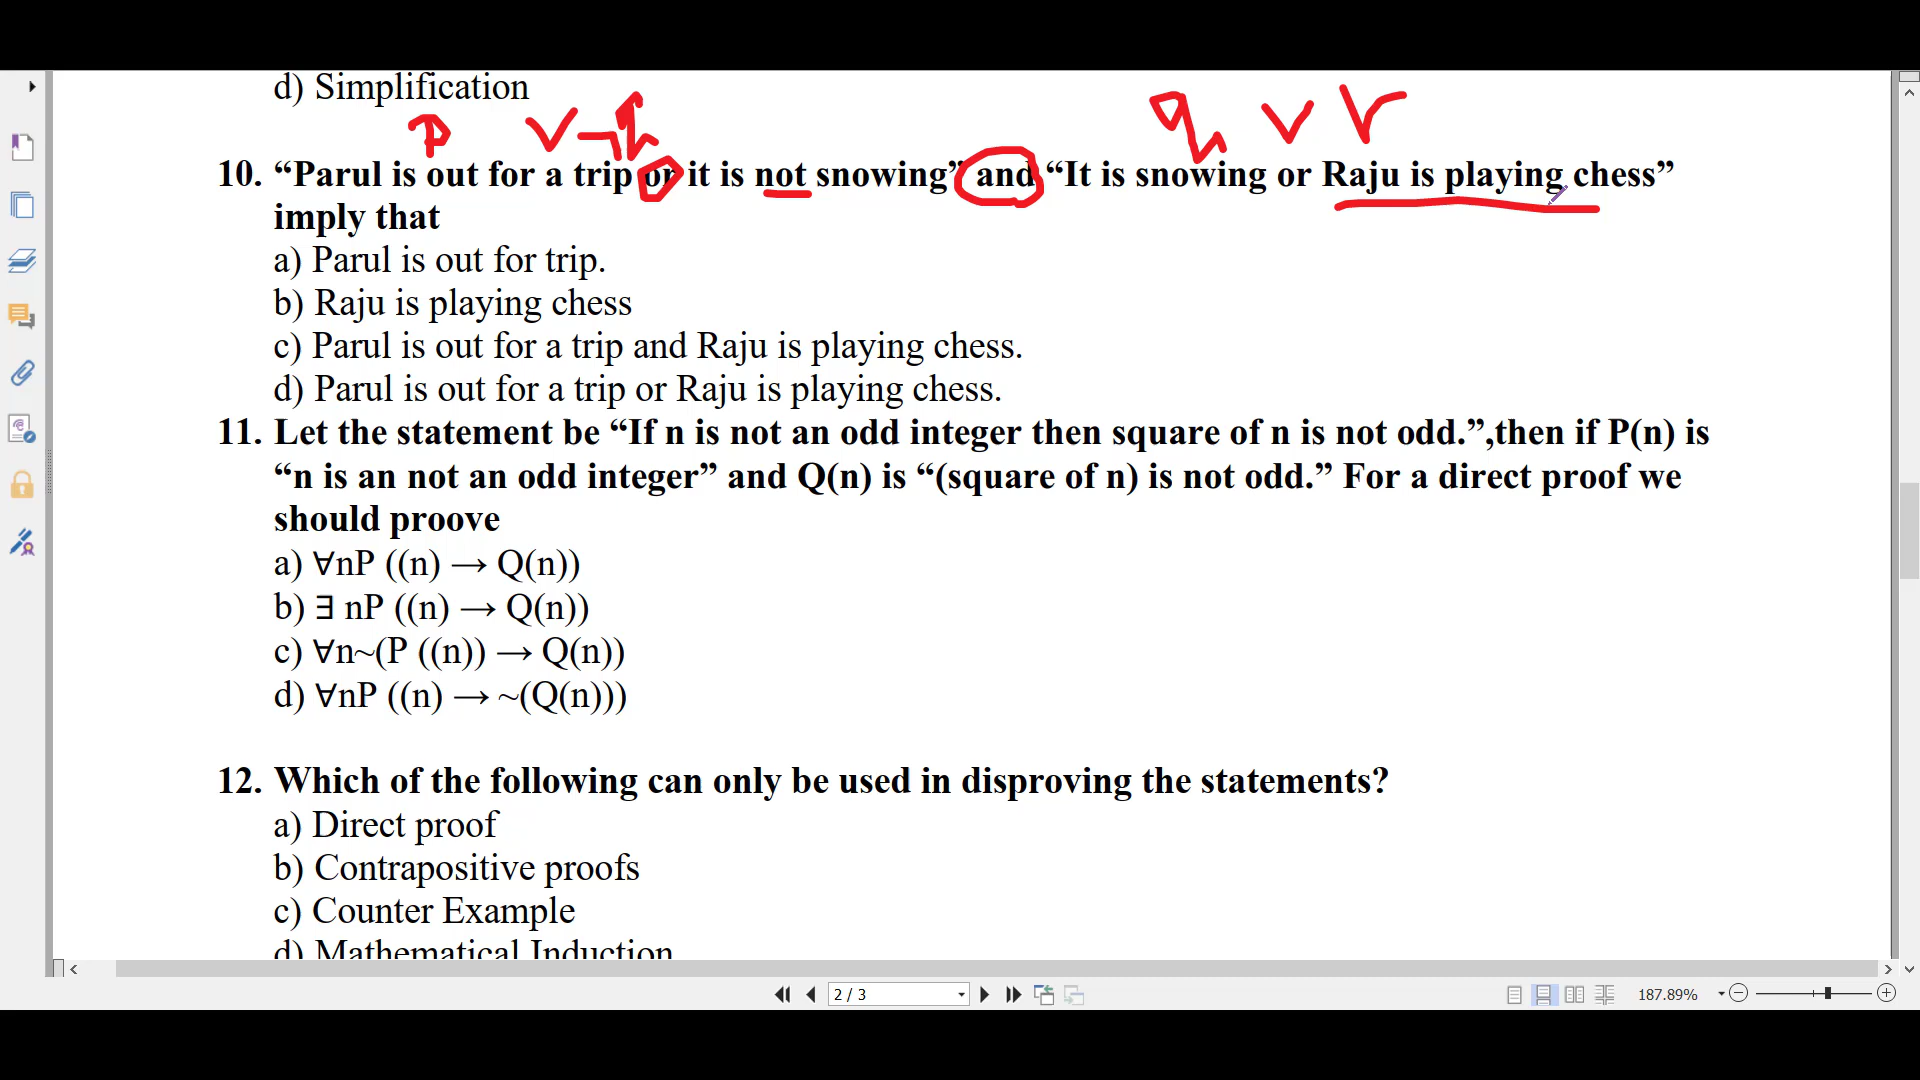 d) Simplification
p ∨ ¬q q ∨ r
10. “Parul is out for a trip or it is not snowing” and “It is snowing or Raju is playing chess”
imply that
a) Parul is out for trip.
b) Raju is playing chess
c) Parul is out for a trip and Raju is playing chess.
d) Parul is out for a trip or Raju is playing chess.
11. Let the statement be “If n is not an odd integer then square of n is not odd.”,then if P(n) is
“n is an not an odd integer” and Q(n) is “(square of n) is not odd.” For a direct proof we
should proove
a) ∀nP ((n) → Q(n))
b) ∃ nP ((n) → Q(n))
c) ∀n~(P ((n)) → Q(n))
d) ∀nP ((n) → ~(Q(n)))
12. Which of the following can only be used in disproving the statements?
a) Direct proof
b) Contrapositive proofs
c) Counter Example
d) Mathematical Induction
2 / 3
187.89%